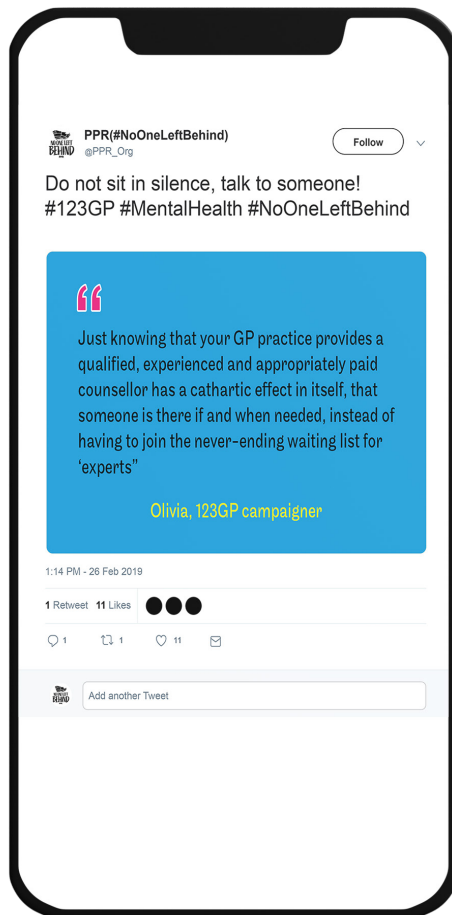 NO ONE LEFT
BEHIND
PPR(#NoOneLeftBehind)
@PPR_Org
Follow
Do not sit in silence, talk to someone!
#123GP #MentalHealth #NoOneLeftBehind
“
Just knowing that your GP practice provides a
qualified, experienced and appropriately paid
counsellor has a cathartic effect in itself, that
someone is there if and when needed, instead of
having to join the never-ending waiting list for
‘experts”
Olivia, 123GP campaigner
1:14 PM - 26 Feb 2019
1 Retweet 11 Likes
1 1 11
NO ONE LEFT
BEHIND
Add another Tweet